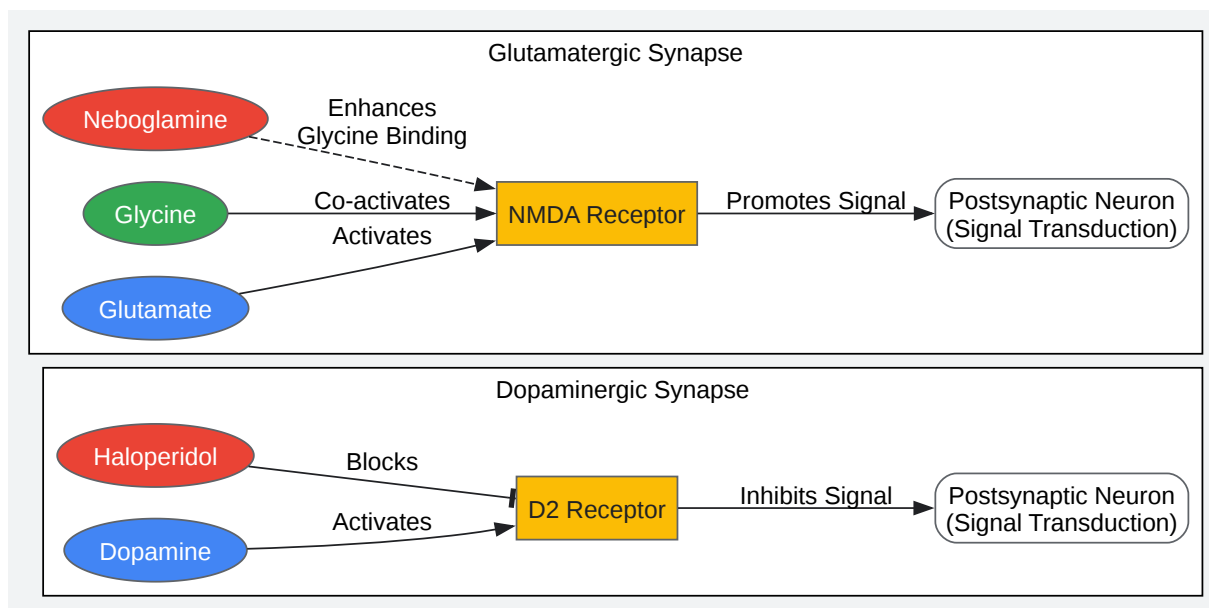 Glutamatergic Synapse
Neboglamine
Enhances
Glycine Binding
Glycine
Co-activates
Activates
Glutamate
NMDA Receptor
Promotes Signal
Postsynaptic Neuron
(Signal Transduction)
Dopaminergic Synapse
Haloperidol
Blocks
Activates
Dopamine
D2 Receptor
Inhibits Signal
Postsynaptic Neuron
(Signal Transduction)